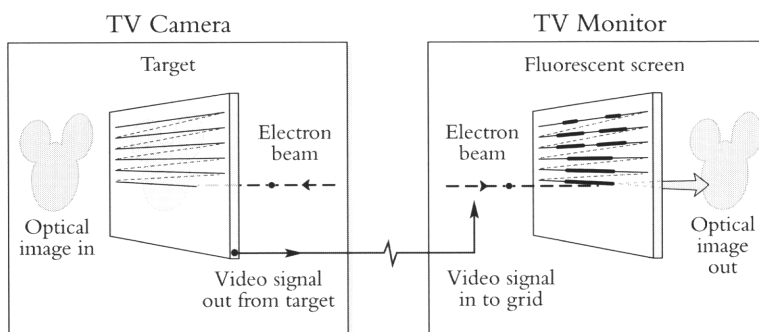 TV Camera
Target
Electron
beam
Optical
image in
Video signal
out from target
TV Monitor
Fluorescent screen
Electron
beam
Optical
image
out
Video signal
in to grid